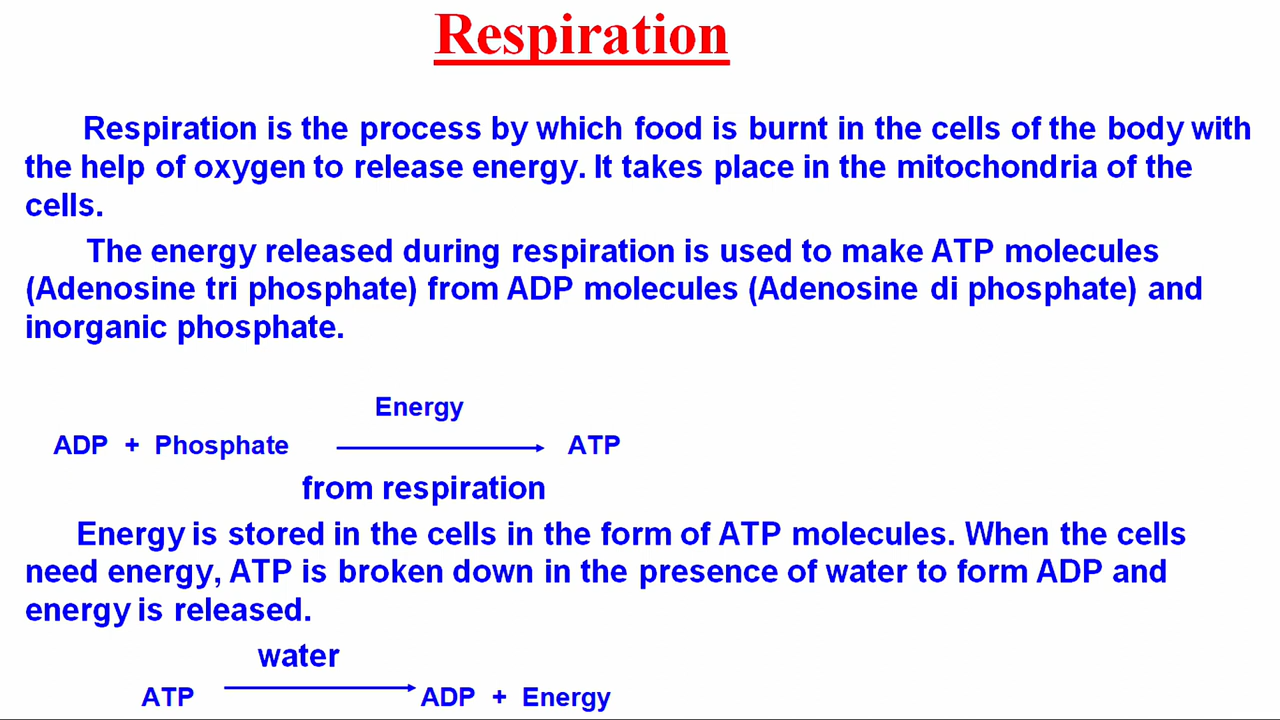 Respiration
Respiration is the process by which food is burnt in the cells of the body with
the help of oxygen to release energy. It takes place in the mitochondria of the
cells.
The energy released during respiration is used to make ATP molecules
(Adenosine tri phosphate) from ADP molecules (Adenosine di phosphate) and
inorganic phosphate.
Energy
ADP + Phosphate ATP
from respiration
Energy is stored in the cells in the form of ATP molecules. When the cells
need energy, ATP is broken down in the presence of water to form ADP and
energy is released.
water
ATP ADP + Energy